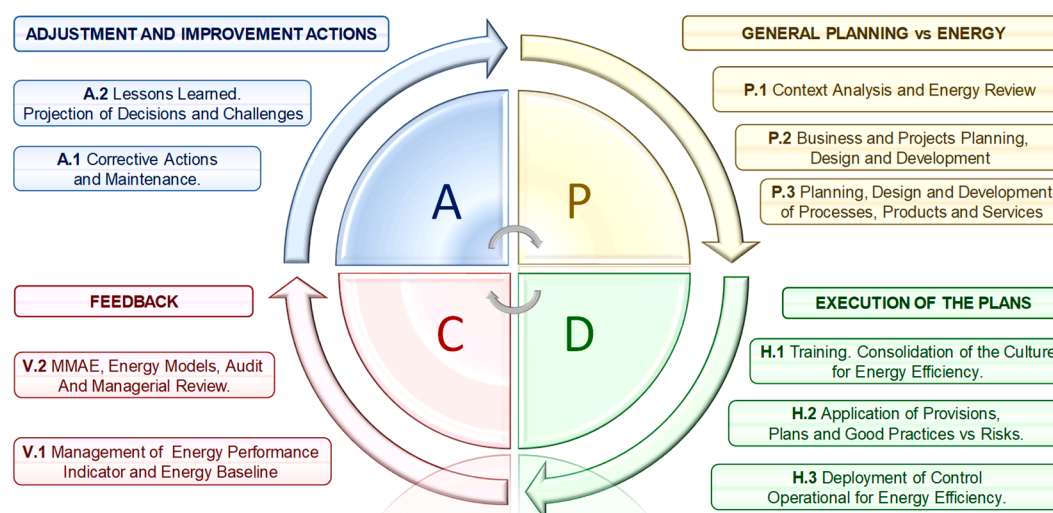 ADJUSTMENT AND IMPROVEMENT ACTIONS
A.2 Lessons Learned.
Projection of Decisions and Challenges
A.1 Corrective Actions
and Maintenance.
GENERAL PLANNING vs ENERGY
P.1 Context Analysis and Energy Review
P.2 Business and Projects Planning,
Design and Development
P.3 Planning, Design and Development
of Processes, Products and Services
A
P
C
D
FEEDBACK
V.2 MMAE, Energy Models, Audit
And Managerial Review.
V.1 Management of Energy Performance
Indicator and Energy Baseline
EXECUTION OF THE PLANS
H.1 Training. Consolidation of the Culture
for Energy Efficiency.
H.2 Application of Provisions,
Plans and Good Practices vs Risks.
H.3 Deployment of Control
Operational for Energy Efficiency.